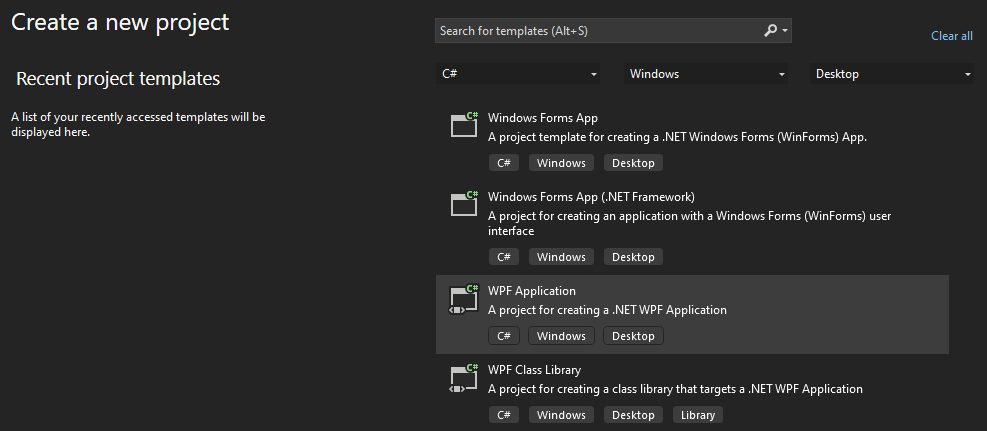 Create a new project
Search for templates (Alt+S)
Clear all
Recent project templates
C# Windows Desktop
A list of your recently accessed templates will be
displayed here.
C#
Windows Forms App
A project template for creating a .NET Windows Forms (WinForms) App.
C# Windows Desktop
C#
Windows Forms App (.NET Framework)
A project for creating an application with a Windows Forms (WinForms) user
interface
C# Windows Desktop
C#
WPF Application
A project for creating a .NET WPF Application
C# Windows Desktop
C#
WPF Class Library
A project for creating a class library that targets a .NET WPF Application
C# Windows Desktop Library